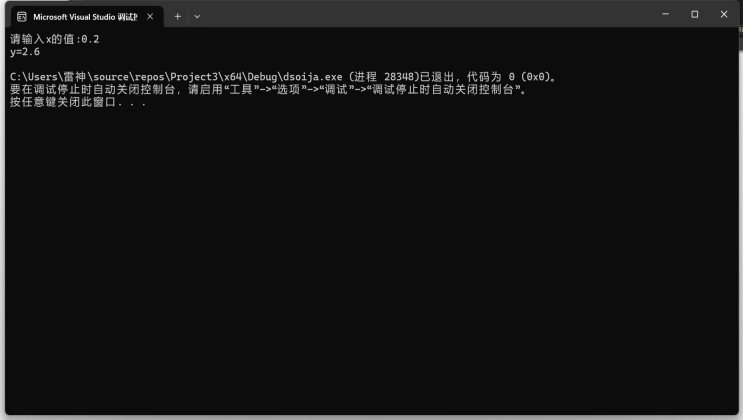 Microsoft Visual Studio 调试
请输入x的值:0.2
y=2.6
C:\Users\雷神\source\repos\Project3\x64\Debug\dsoija.exe (进程 28348)已退出，代码为 0 (0x0)。
要在调试停止时自动关闭控制台，请启用“工具”->“选项”->“调试”->“调试停止时自动关闭控制台”。
按任意键关闭此窗口. . .